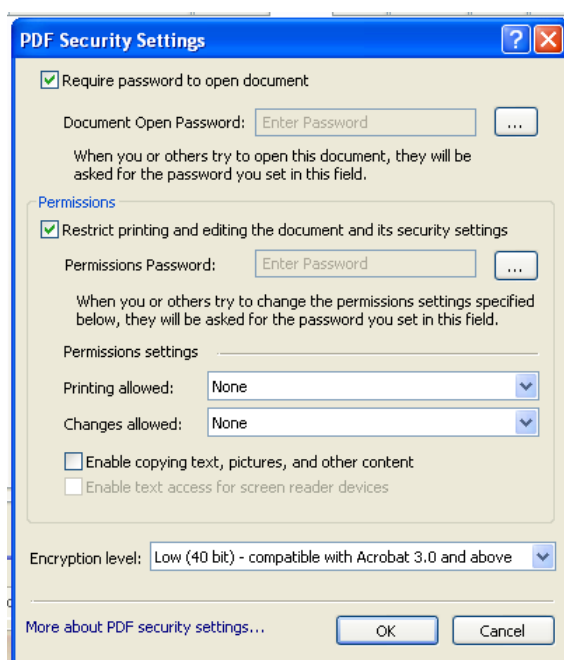 PDF Security Settings
Require password to open document
Document Open Password: Enter Password ...
When you or others try to open this document, they will be
asked for the password you set in this field.
Permissions
Restrict printing and editing the document and its security settings
Permissions Password: Enter Password ...
When you or others try to change the permissions settings specified
below, they will be asked for the password you set in this field.
Permissions settings
Printing allowed: None
Changes allowed: None
Enable copying text, pictures, and other content
Enable text access for screen reader devices
Encryption level: Low (40 bit) - compatible with Acrobat 3.0 and above
More about PDF security settings... OK Cancel